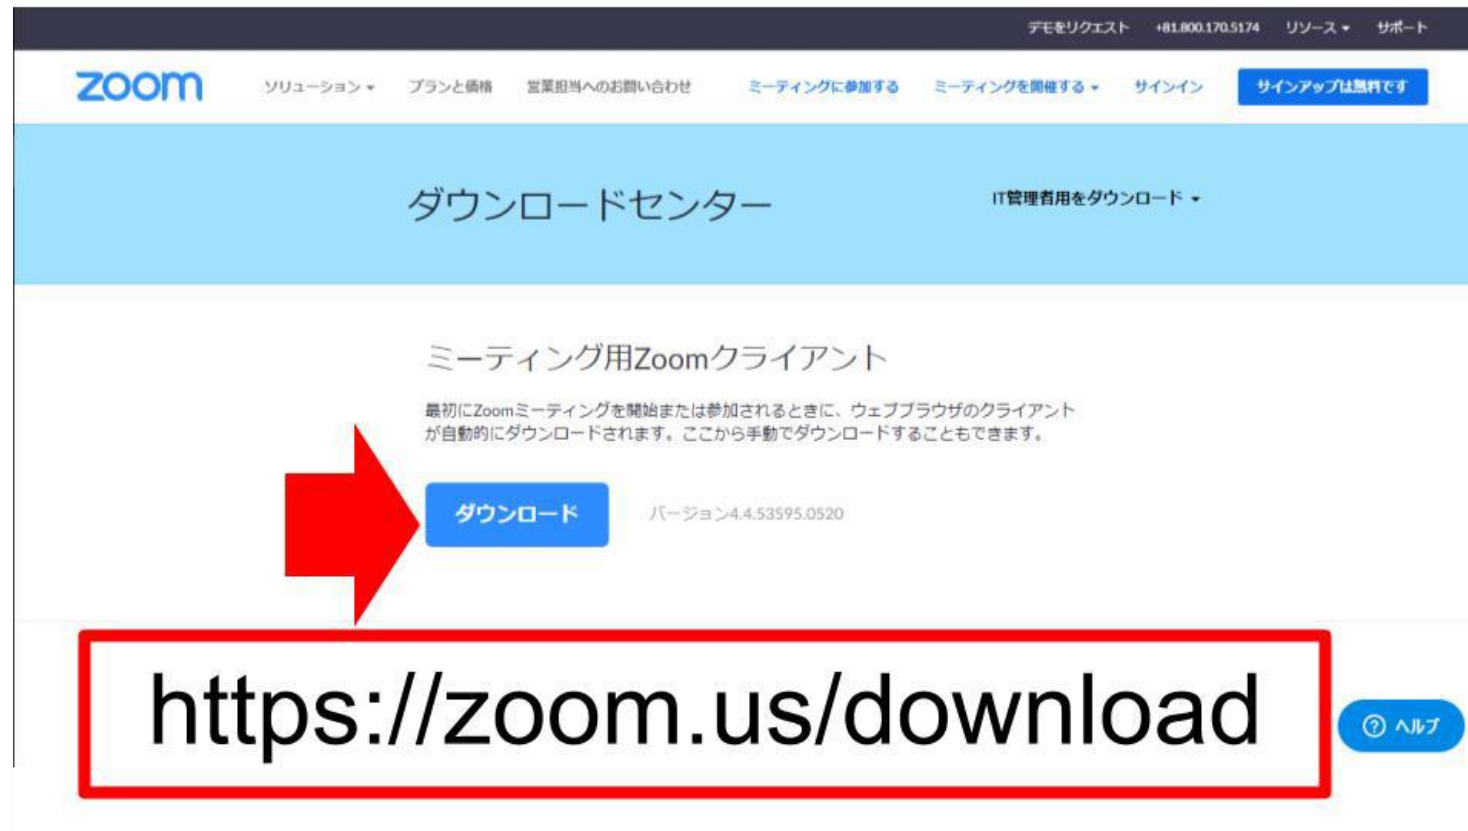 デモをリクエスト +81.800.170.5174 リソース サポート
zoom ソリューション プランと価格 営業担当へのお問い合わせ ミーティングに参加する ミーティングを開催する サインイン サインアップは無料です
ダウンロードセンター IT管理者用をダウンロード
ミーティング用Zoomクライアント
最初にZoomミーティングを開始または参加されるときに、ウェブブラウザのクライアント
が自動的にダウンロードされます。ここから手動でダウンロードすることもできます。
ダウンロード バージョン4.4.53595.0520
https://zoom.us/download
? ヘルプ